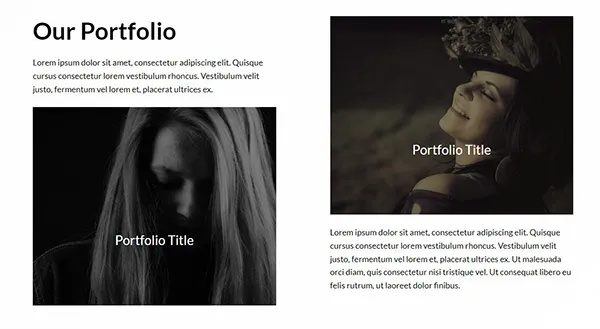 Our Portfolio
Lorem ipsum dolor sit amet, consectetur adipiscing elit. Quisque
cursus consectetur lorem vestibulum rhoncus. Vestibulum velit
justo, fermentum vel lorem et, placerat ultrices ex.
Portfolio Title
Portfolio Title
Lorem ipsum dolor sit amet, consectetur adipiscing elit. Quisque
cursus consectetur lorem vestibulum rhoncus. Vestibulum velit
justo, fermentum vel lorem et, placerat ultrices ex. Ut malesuada
orci diam, quis consectetur nisi tristique vel. Ut consequat libero eu
felis rutrum, ut laoreet dolor finibus.